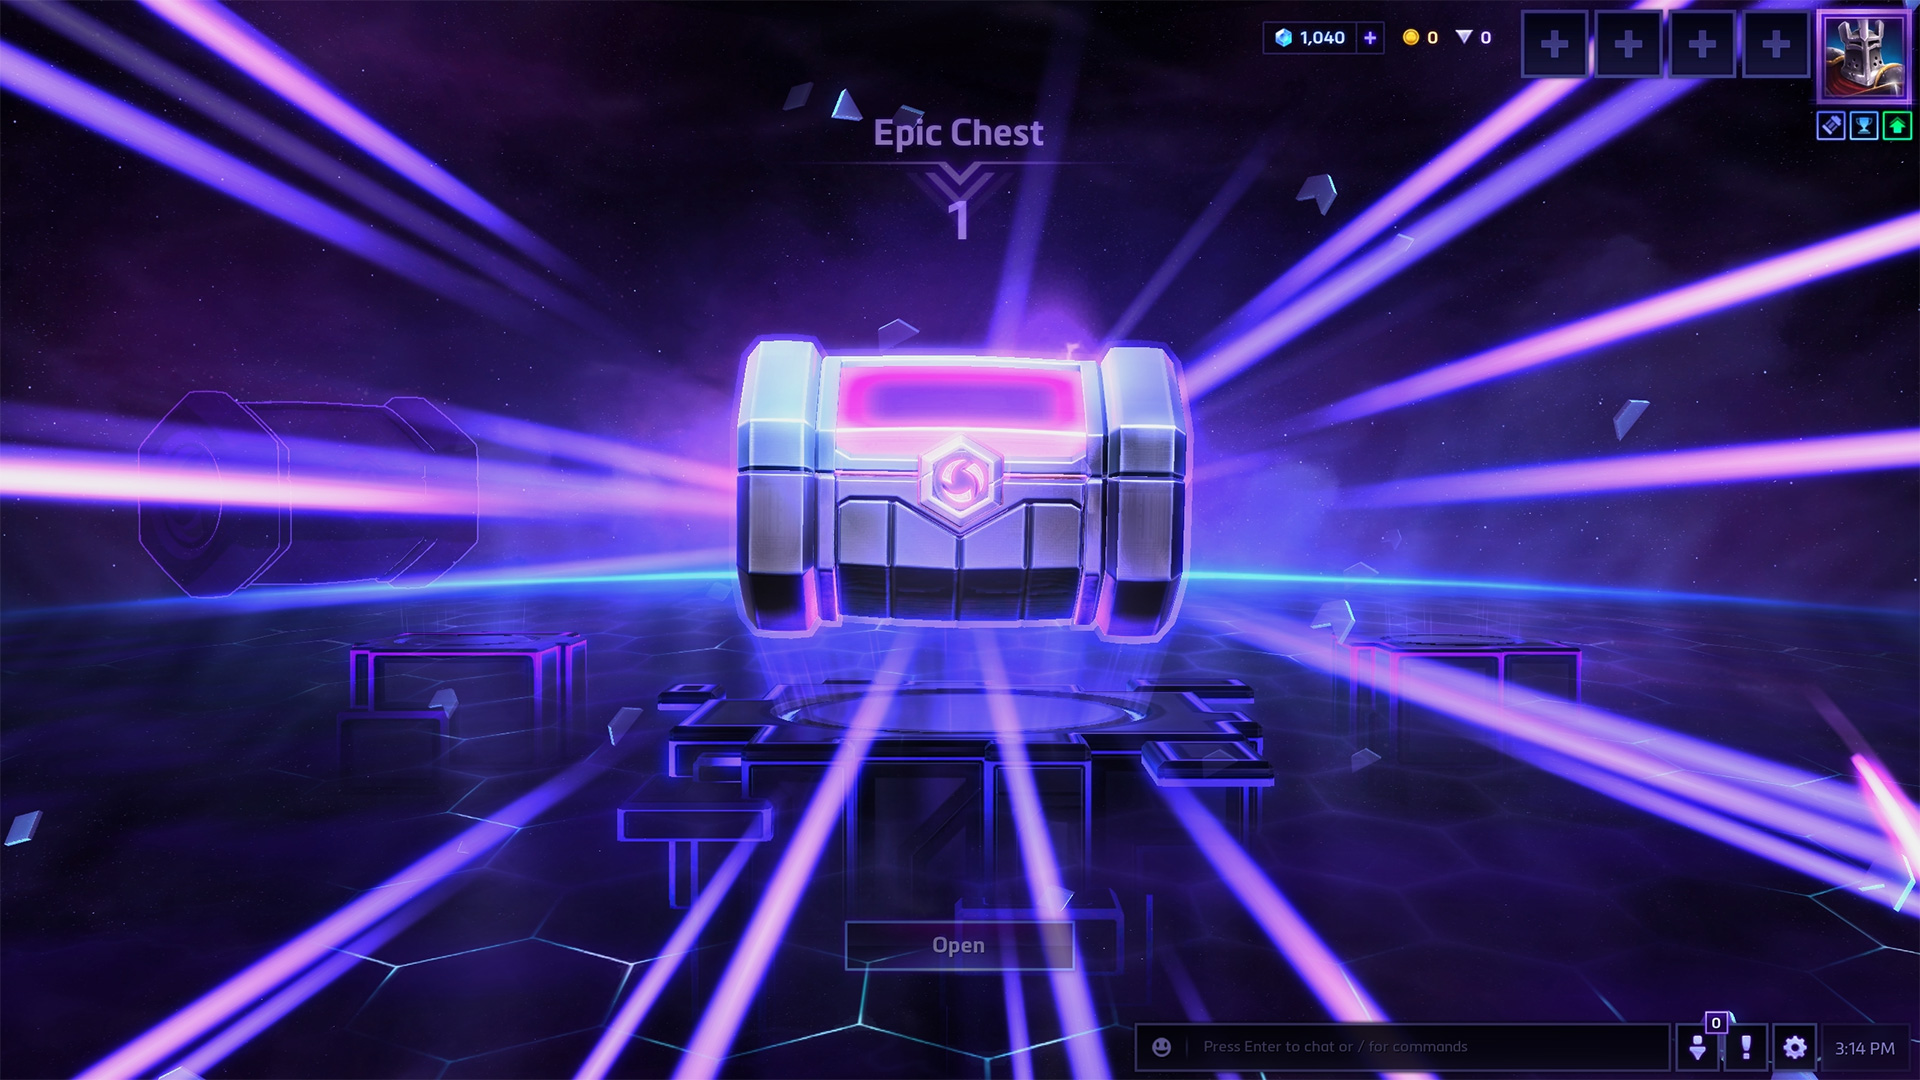 1,040 + 0 0
Epic Chest
1
Open
0
Press Enter to chat or / for commands
3:14 PM